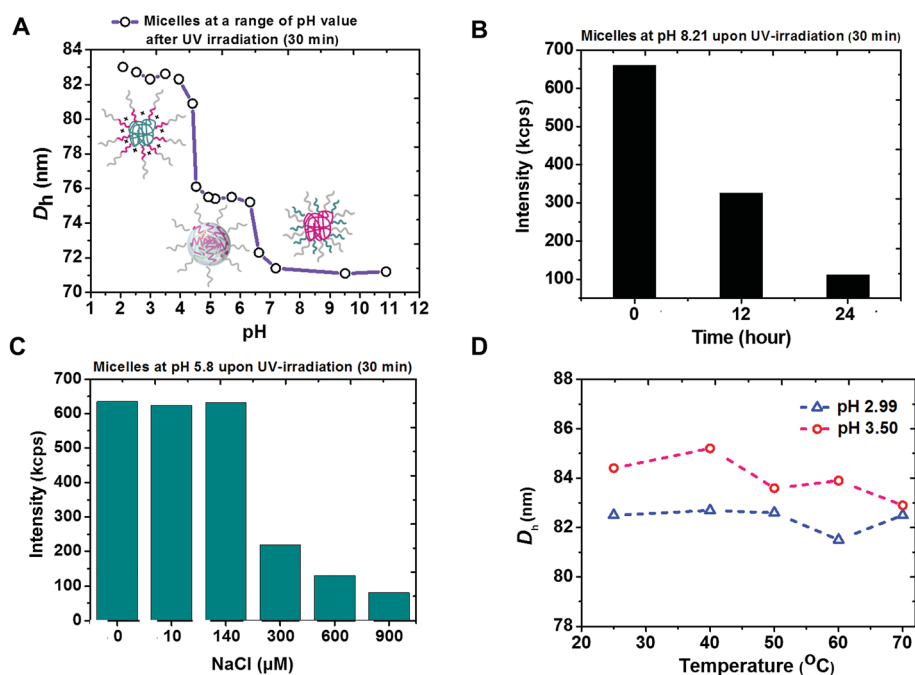 A
Micelles at a range of pH value
after UV irradiation (30 min)
84
82
80
78
76
74
72
70
1 2 3 4 5 6 7 8 9 10 11 12
Dh (nm)
pH
B
Micelles at pH 8.21 upon UV-irradiation (30 min)
700
600
500
400
300
200
100
0 12 24
Intensity (kcps)
Time (hour)
C
Micelles at pH 5.8 upon UV-irradiation (30 min)
700
600
500
400
300
200
100
0
0 10 140 300 600 900
Intensity (kcps)
NaCl (µM)
D
88
86
84
82
80
78
20 30 40 50 60 70
pH 2.99
pH 3.50
Dh (nm)
Temperature (OC)